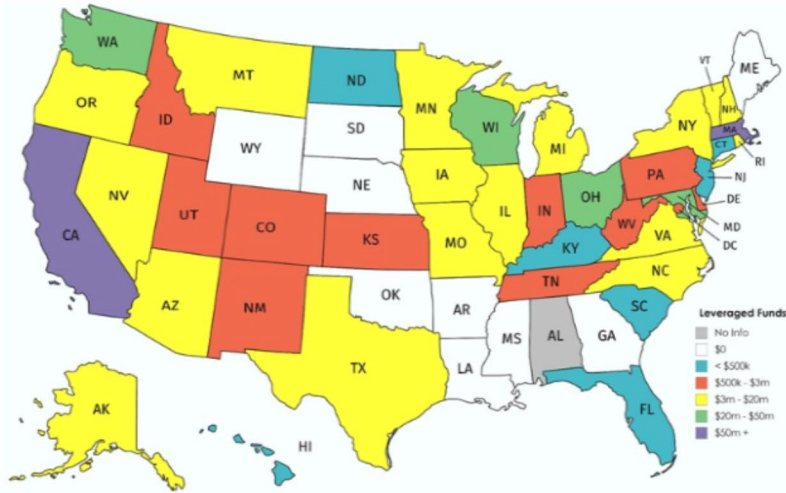 WA
OR
CA
NV
ID
MT
WY
UT
AZ
CO
NM
ND
SD
NE
KS
OK
TX
MN
IA
MO
AR
LA
WI
IL
MI
IN
OH
KY
TN
MS
AL
GA
FL
SC
NC
VA
WV
PA
NY
VT
NH
ME
MA
CT
RI
NJ
DE
MD
DC
AK
HI
Leveraged Funds
No Info
$0
< $500k
$500k - $3m
$3m - $20m
$20m - $50m
$50m +